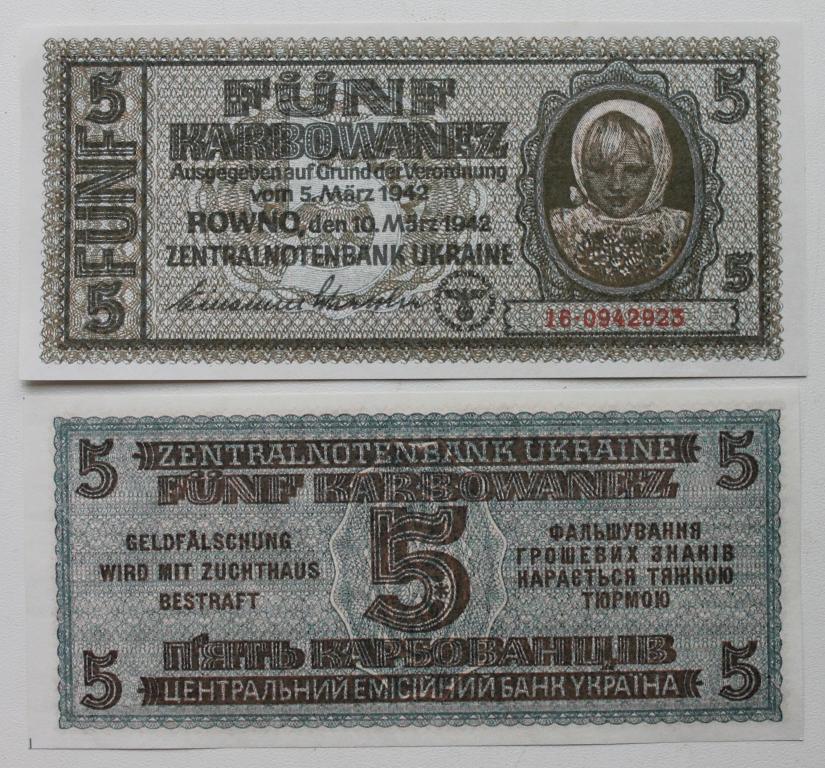 5
FÜNF
5
FÜNF
KARBOWANEZ
Ausgegeben auf Grund der Verordnung
vom 5. März 1942
ROWNO, den 10. März 1942
ZENTRALNOTENBANK UKRAINE
5
5
16·0942923
5
ZENTRALNOTENBANK UKRAINE
5
FÜNF KARBOWANEZ
GELDFÄLSCHUNG
WIRD MIT ZUCHTHAUS
BESTRAFT
5
ФАЛЬШУВАННЯ
ГРОШЕВИХ ЗНАКІВ
КАРАЄТЬСЯ ТЯЖКОЮ
ТЮРМОЮ
П'ЯТЬ КАРБОВАНЦІВ
5
ЦЕНТРАЛЬНИЙ ЕМІСІЙНИЙ БАНК УКРАЇНА
5